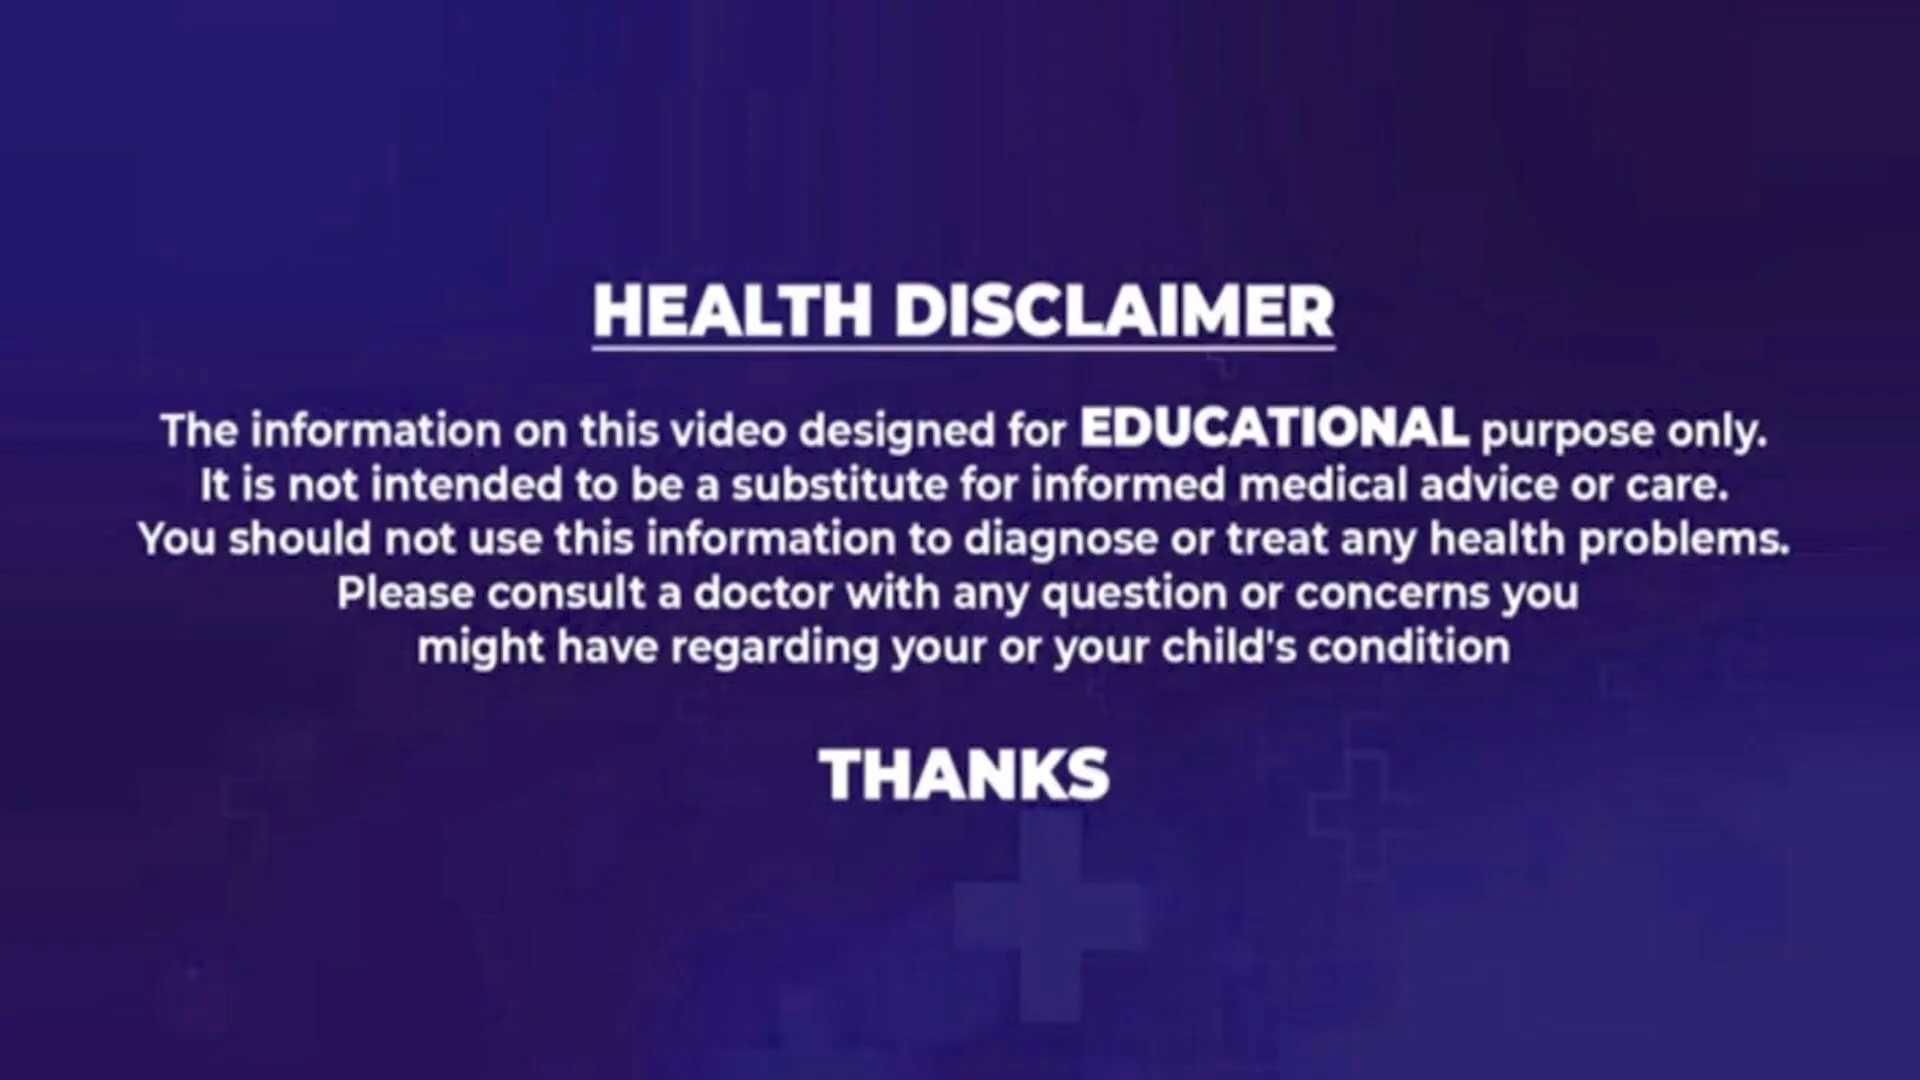 HEALTH DISCLAIMER
The information on this video designed for EDUCATIONAL purpose only.
It is not intended to be a substitute for informed medical advice or care.
You should not use this information to diagnose or treat any health problems.
Please consult a doctor with any question or concerns you
might have regarding your or your child's condition
THANKS